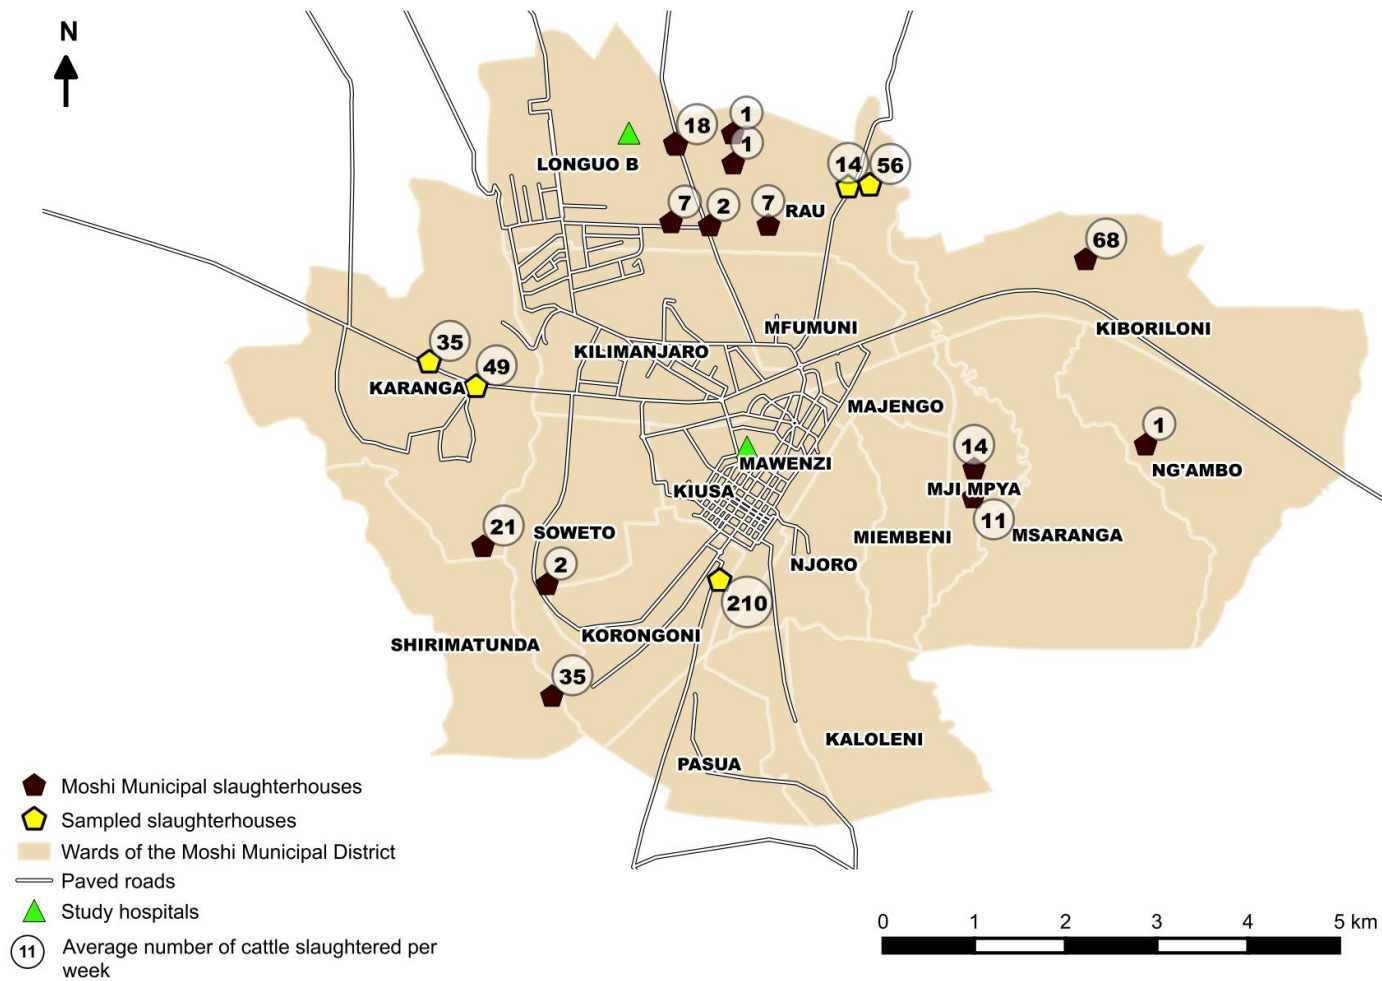 N
1
18
1
LONGUO B
14
56
7
2
7
RAU
68
MFUMUNI
KIBORILONI
35
KILIMANJARO
49
KARANGA
MAJENGO
1
14
MAWENZI
NG'AMBO
KIUSA
MJI MPYA
21
11
SOWETO
MIEMBENI
MSARANGA
2
NJORO
210
KORONGONI
SHIRIMATUNDA
35
KALOLENI
PASUA
Moshi Municipal slaughterhouses
Sampled slaughterhouses
Wards of the Moshi Municipal District
Paved roads
Study hospitals
11
Average number of cattle slaughtered per
week
0
1
2
3
4
5 km